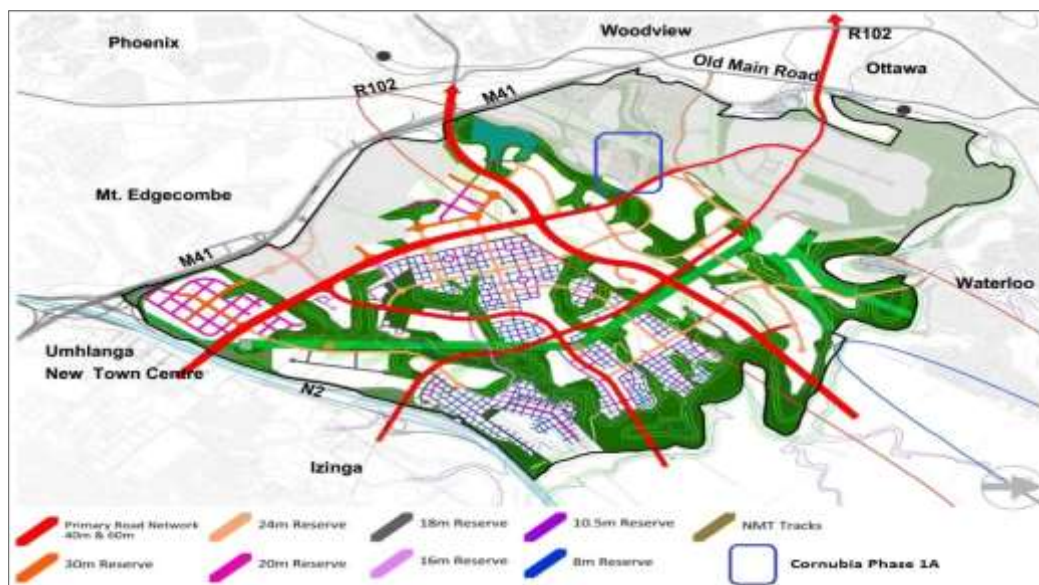 Phoenix
Woodview
R102
Old Main Road
Ottawa
R102
M41
Mt. Edgecombe
M41
Waterloo
Umhlanga
New Town Centre
N2
Izinga
Primary Road Network
40m & 60m
24m Reserve
18m Reserve
10.5m Reserve
NMT Tracks
30m Reserve
20m Reserve
16m Reserve
8m Reserve
Cornubia Phase 1A